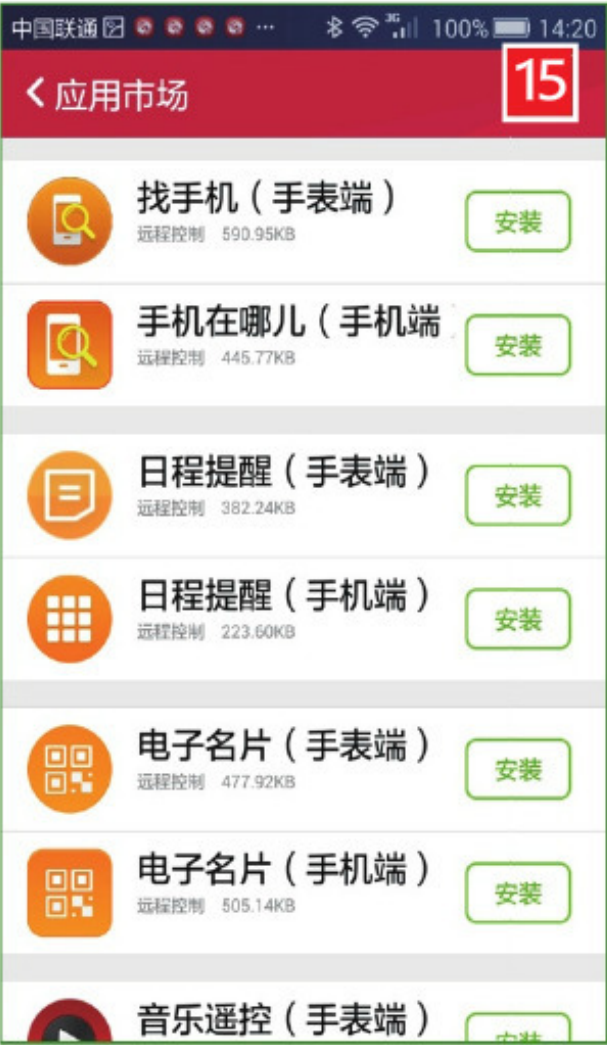 中国联通 ... 3G 100% 14:20
应用市场
15
找手机（手表端）
远程控制 590.95KB
安装
手机在哪儿（手机端
远程控制 445.77KB
安装
日程提醒（手表端）
远程控制 382.24KB
安装
日程提醒（手机端）
远程控制 223.60KB
安装
电子名片（手表端）
远程控制 477.92KB
安装
电子名片（手机端）
远程控制 505.14KB
安装
音乐遥控（手表端）
安装